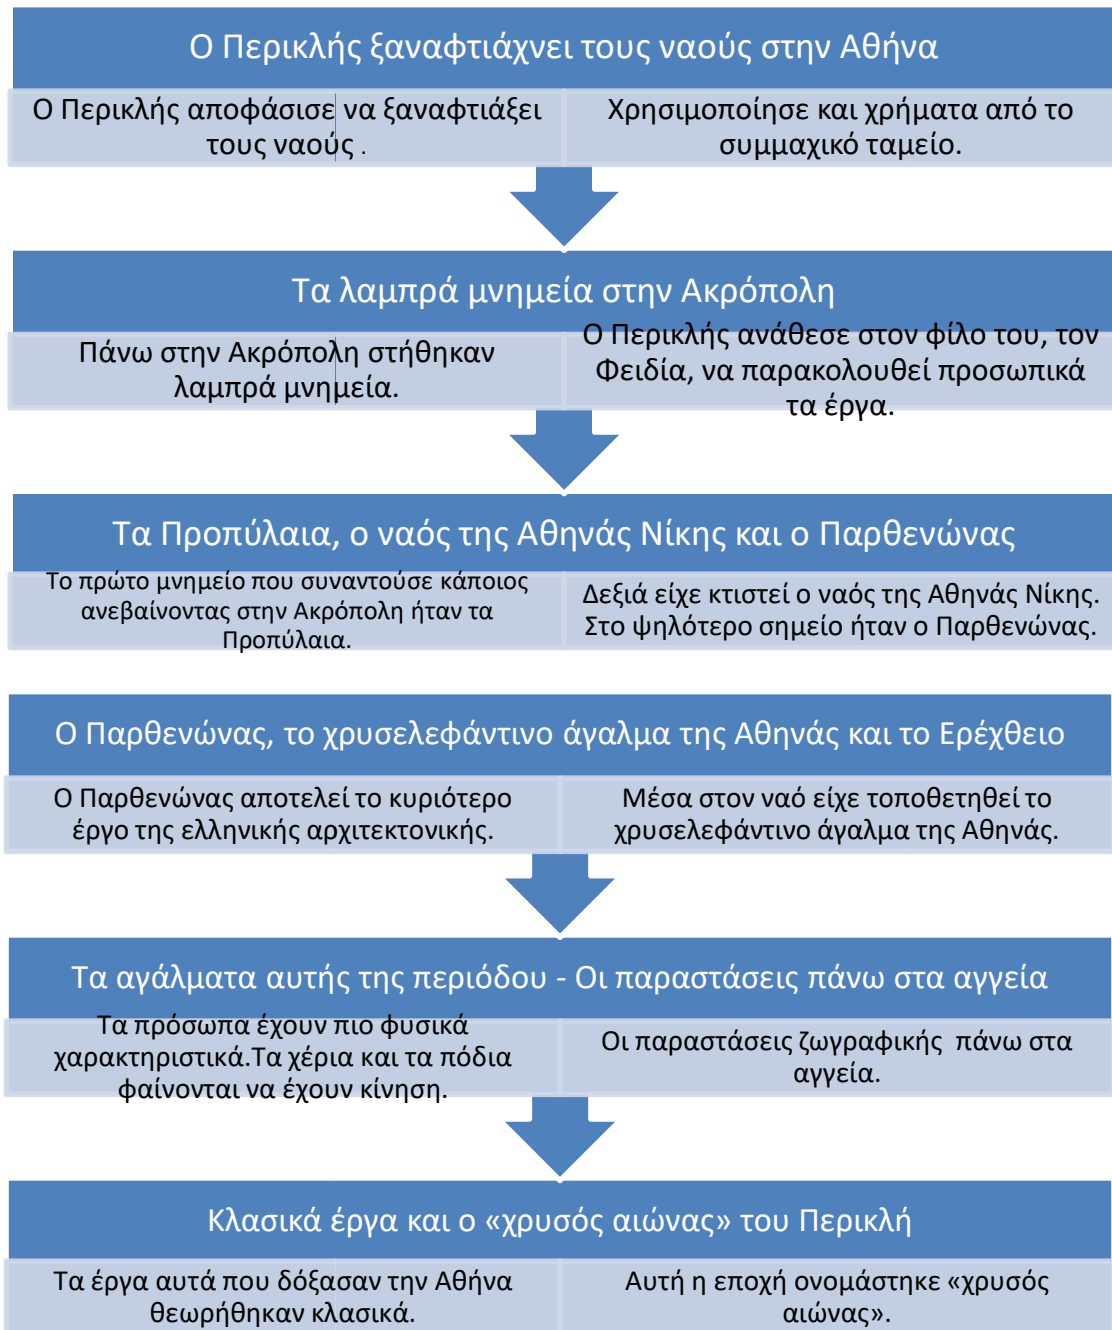 Ο Περικλής ξαναφτιάχνει τους ναούς στην Αθήνα
Ο Περικλής αποφάσισε να ξαναφτιάξει
τους ναούς .
Χρησιμοποίησε και χρήματα από το
συμμαχικό ταμείο.
Τα λαμπρά μνημεία στην Ακρόπολη
Πάνω στην Ακρόπολη στήθηκαν
λαμπρά μνημεία.
Ο Περικλής ανάθεσε στον φίλο του, τον
Φειδία, να παρακολουθεί προσωπικά
τα έργα.
Τα Προπύλαια, ο ναός της Αθηνάς Νίκης και ο Παρθενώνας
Το πρώτο μνημείο που συναντούσε κάποιος
ανεβαίνοντας στην Ακρόπολη ήταν τα
Προπύλαια.
Δεξιά είχε κτιστεί ο ναός της Αθηνάς Νίκης.
Στο ψηλότερο σημείο ήταν ο Παρθενώνας.
Ο Παρθενώνας, το χρυσελεφάντινο άγαλμα της Αθηνάς και το Ερέχθειο
Ο Παρθενώνας αποτελεί το κυριότερο
έργο της ελληνικής αρχιτεκτονικής.
Μέσα στον ναό είχε τοποθετηθεί το
χρυσελεφάντινο άγαλμα της Αθηνάς.
Τα αγάλματα αυτής της περιόδου - Οι παραστάσεις πάνω στα αγγεία
Τα πρόσωπα έχουν πιο φυσικά
χαρακτηριστικά.Τα χέρια και τα πόδια
φαίνονται να έχουν κίνηση.
Οι παραστάσεις ζωγραφικής πάνω στα
αγγεία.
Κλασικά έργα και ο «χρυσός αιώνας» του Περικλή
Τα έργα αυτά που δόξασαν την Αθήνα
θεωρήθηκαν κλασικά.
Αυτή η εποχή ονομάστηκε «χρυσός
αιώνας».